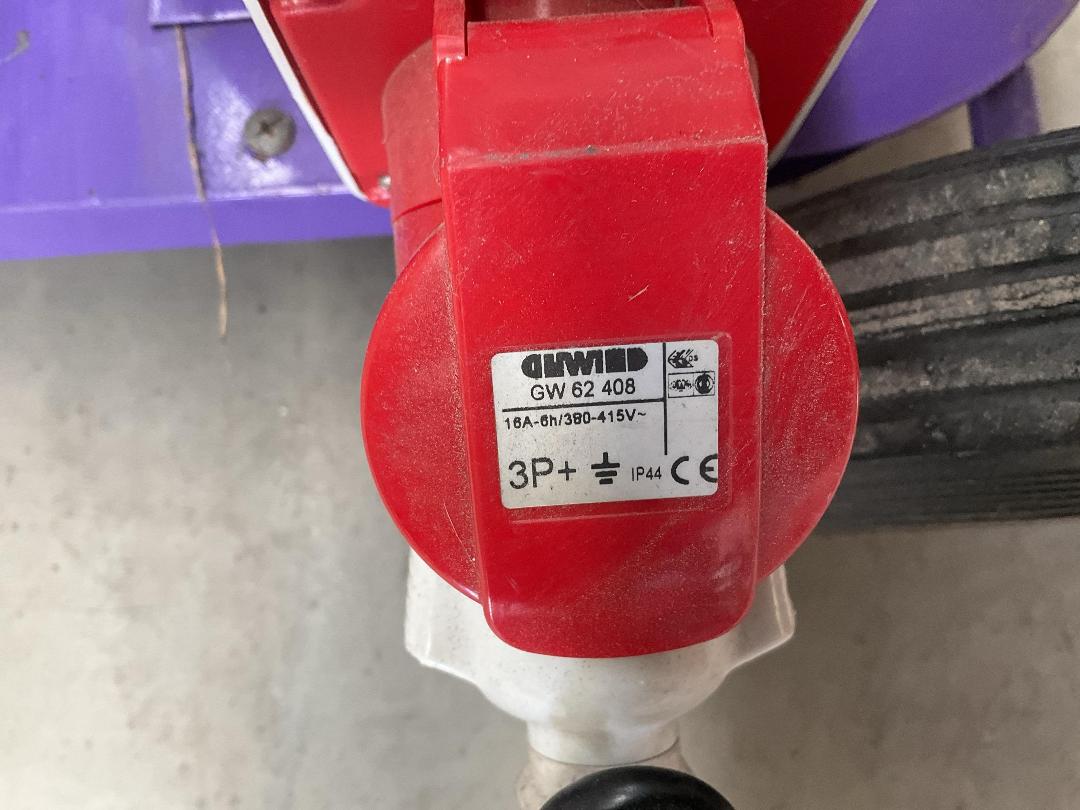 GEWISS
GW 62 408
16A-6h/380-415V~
3P+ ⏚ IP44 CE